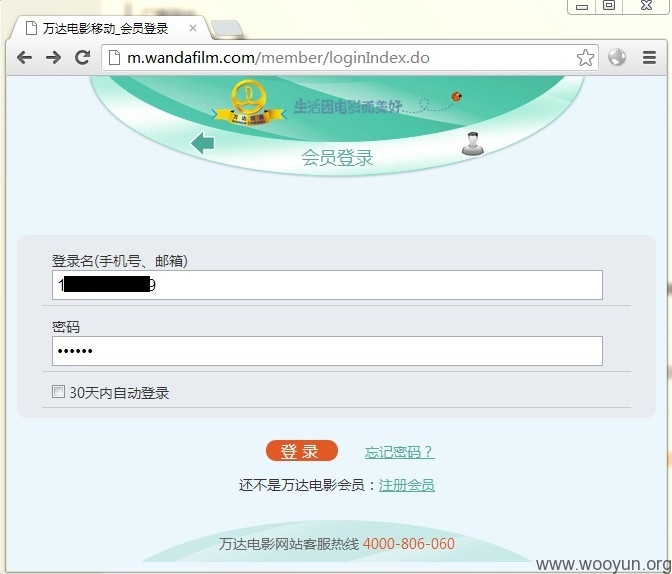 万达电影移动_会员登录
m.wandafilm.com/member/loginIndex.do
万达院线
生活因电影而美好
会员登录
登录名(手机号、邮箱)
1 9
密码
••••••
30天内自动登录
登 录 忘记密码？
还不是万达电影会员：注册会员
万达电影网站客服热线 4000-806-060
www.wooyun.org